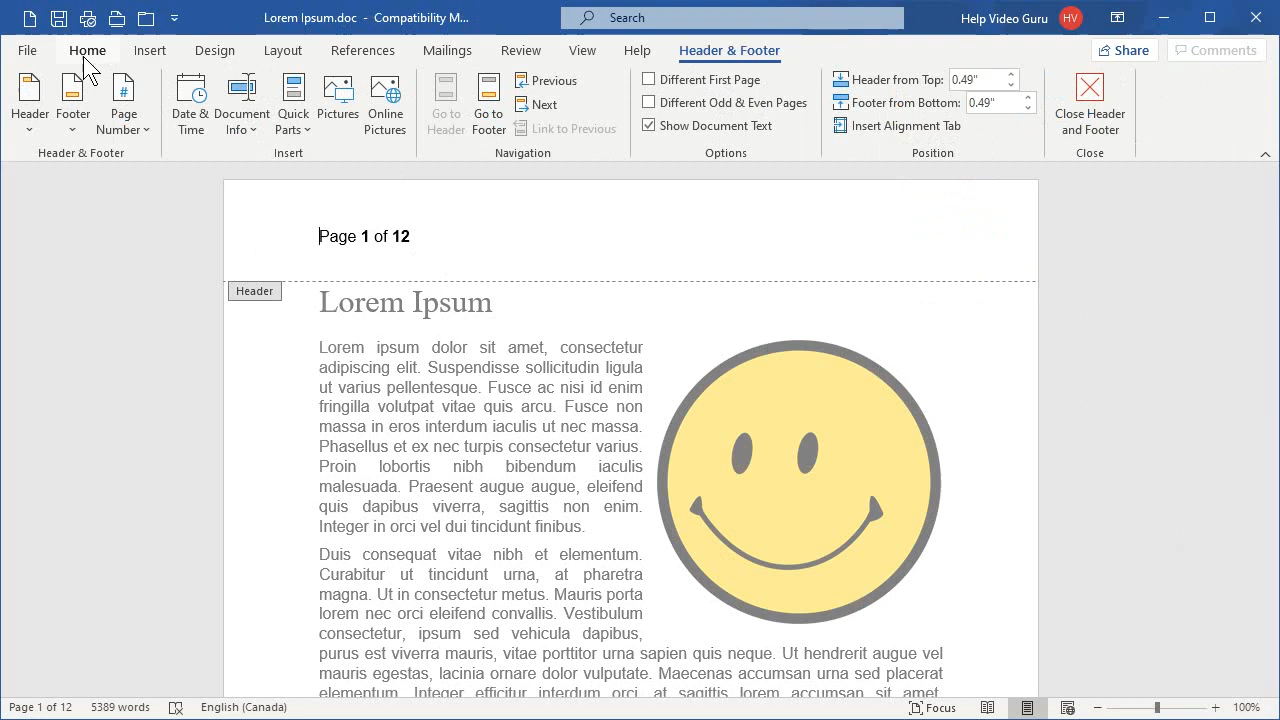 Lorem Ipsum.doc - Compatibility M...
Search
Help Video Guru HV
File Home Insert Design Layout References Mailings Review View Help Header & Footer
Share Comments
Header
Footer
Page Number
Header & Footer
Date & Time
Document Info
Quick Parts
Pictures
Online Pictures
Insert
Go to Header
Go to Footer
Previous
Next
Link to Previous
Navigation
Different First Page
Different Odd & Even Pages
Show Document Text
Options
Header from Top: 0.49"
Footer from Bottom: 0.49"
Insert Alignment Tab
Position
Close Header and Footer
Close
Page 1 of 12
Header
Lorem Ipsum
Lorem ipsum dolor sit amet, consectetur
adipiscing elit. Suspendisse sollicitudin ligula
ut varius pellentesque. Fusce ac nisi id enim
fringilla volutpat vitae quis arcu. Fusce non
massa in eros interdum iaculis ut nec massa.
Phasellus et ex nec turpis consectetur varius.
Proin lobortis nibh bibendum iaculis
malesuada. Praesent augue augue, eleifend
quis dapibus viverra, sagittis non enim.
Integer in orci vel dui tincidunt finibus.
Duis consequat vitae nibh et elementum.
Curabitur ut tincidunt urna, at pharetra
magna. Ut in consectetur metus. Mauris porta
lorem nec orci eleifend convallis. Vestibulum
consectetur, ipsum sed vehicula dapibus,
purus est viverra mauris, vitae porttitor urna sapien quis neque. Ut hendrerit augue vel
mauris egestas, lacinia ornare dolor vulputate. Maecenas accumsan urna sed placerat
elementum. Integer efficitur interdum orci, at sagittis lorem accumsan sit amet.
Page 1 of 12 5389 words English (Canada) Focus 100%